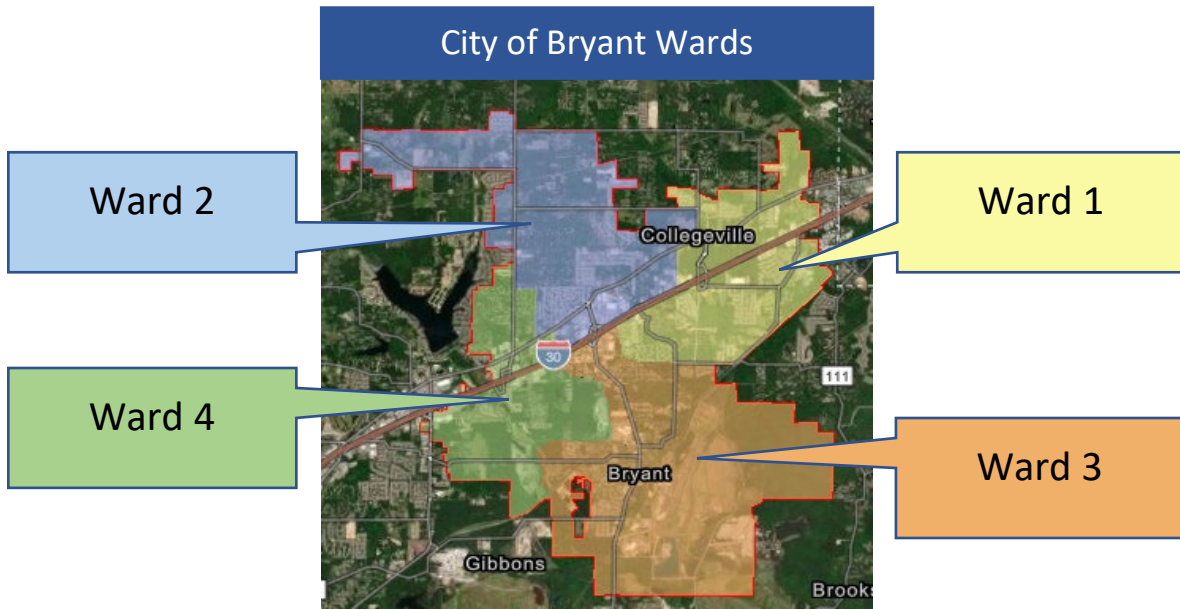 City of Bryant Wards
Ward 2
Ward 1
Collegeville
30
111
Ward 4
Bryant
Ward 3
Gibbons
Brooks